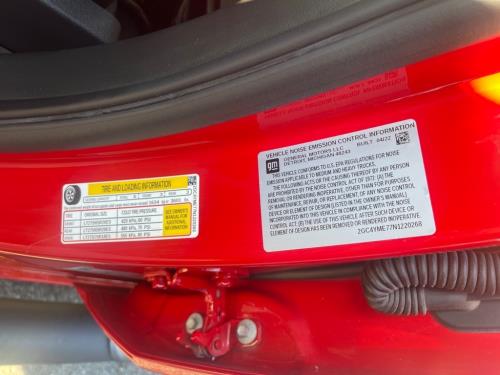 TIRE AND LOADING INFORMATION
TIRE
ORIGINAL SIZE
COLD TIRE PRESSURE
SEE OWNER'S
MANUAL FOR
ADDITIONAL
INFORMATION
VEHICLE NOISE EMISSION CONTROL INFORMATION
gm
GENERAL MOTORS LLC
BUILT 04/22
DETROIT, MICHIGAN 48243
THIS VEHICLE CONFORMS TO U.S. EPA REGULATIONS FOR NOISE
EMISSION APPLICABLE TO MEDIUM AND HEAVY TRUCKS.
THE FOLLOWING ACTS OR THE CAUSING THEREOF BY ANY PERSON
ARE PROHIBITED BY THE NOISE CONTROL ACT OF 1972: (A) THE
REMOVAL OR RENDERING INOPERATIVE, OTHER THAN FOR PURPOSES
OF MAINTENANCE, REPAIR, OR REPLACEMENT, OF ANY NOISE CONTROL
DEVICE OR ELEMENT OF DESIGN (LISTED IN THE OWNER'S MANUAL)
INCORPORATED INTO THIS VEHICLE IN COMPLIANCE WITH THE NOISE
CONTROL ACT; (B) THE USE OF THIS VEHICLE AFTER SUCH DEVICE OR
ELEMENT OF DESIGN HAS BEEN REMOVED OR RENDERED INOPERATIVE.
2GC4YME77N1220268